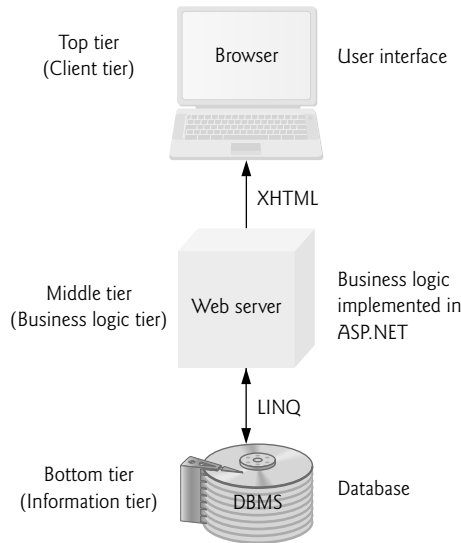 Top tier
(Client tier)
Browser
User interface
XHTML
Middle tier
(Business logic tier)
Web server
Business logic
implemented in
ASP.NET
LINQ
Bottom tier
(Information tier)
DBMS
Database